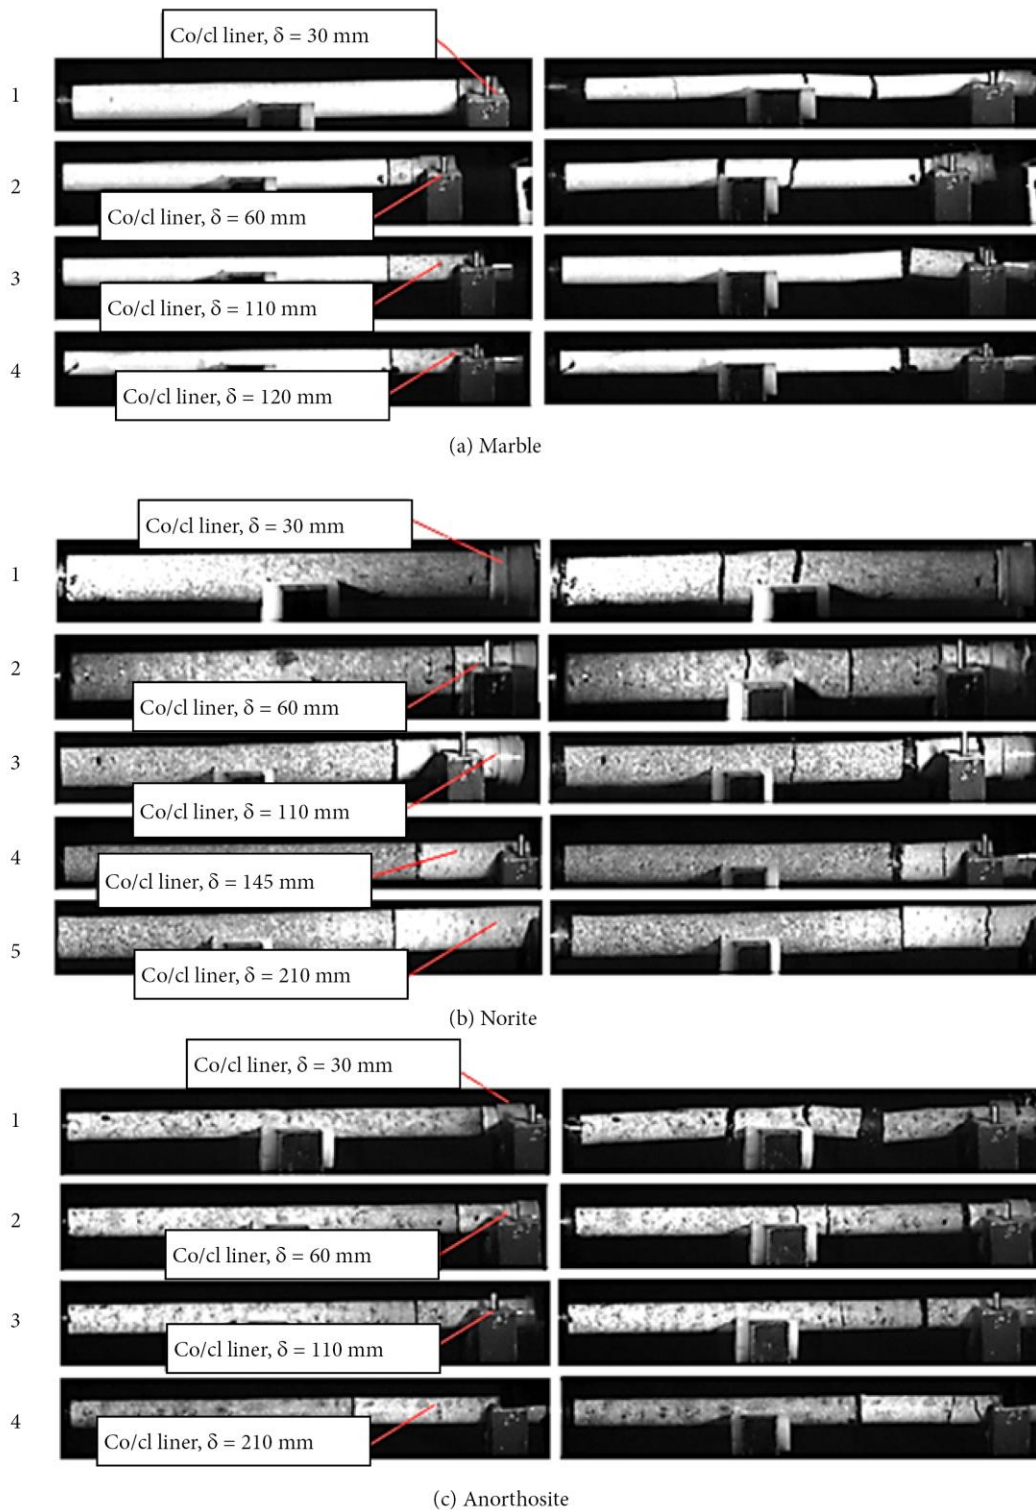 Co/cl liner, δ = 30 mm
1
2
Co/cl liner, δ = 60 mm
3
Co/cl liner, δ = 110 mm
4
Co/cl liner, δ = 120 mm
(a) Marble
Co/cl liner, δ = 30 mm
1
2
Co/cl liner, δ = 60 mm
3
Co/cl liner, δ = 110 mm
4
Co/cl liner, δ = 145 mm
5
Co/cl liner, δ = 210 mm
(b) Norite
Co/cl liner, δ = 30 mm
1
2
Co/cl liner, δ = 60 mm
3
Co/cl liner, δ = 110 mm
4
Co/cl liner, δ = 210 mm
(c) Anorthosite